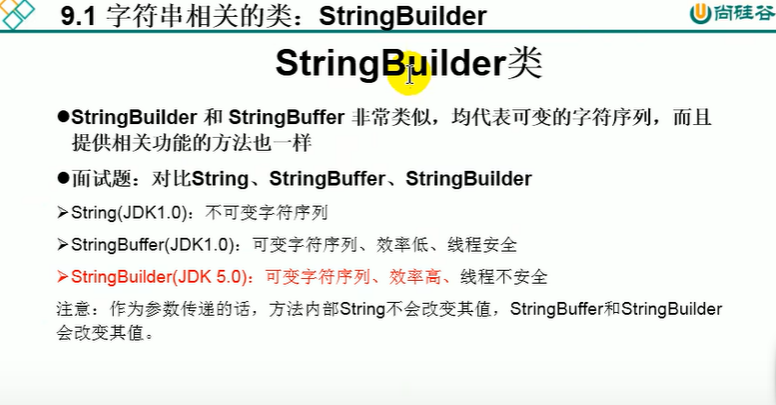 9.1 字符串相关的类：StringBuilder
尚硅谷
StringBuilder类
●StringBuilder 和 StringBuffer 非常类似，均代表可变的字符序列，而且
提供相关功能的方法也一样
●面试题：对比String、StringBuffer、StringBuilder
➢String(JDK1.0)：不可变字符序列
➢StringBuffer(JDK1.0)：可变字符序列、效率低、线程安全
➢StringBuilder(JDK 5.0)：可变字符序列、效率高、线程不安全
注意：作为参数传递的话，方法内部String不会改变其值，StringBuffer和StringBuilder
会改变其值。